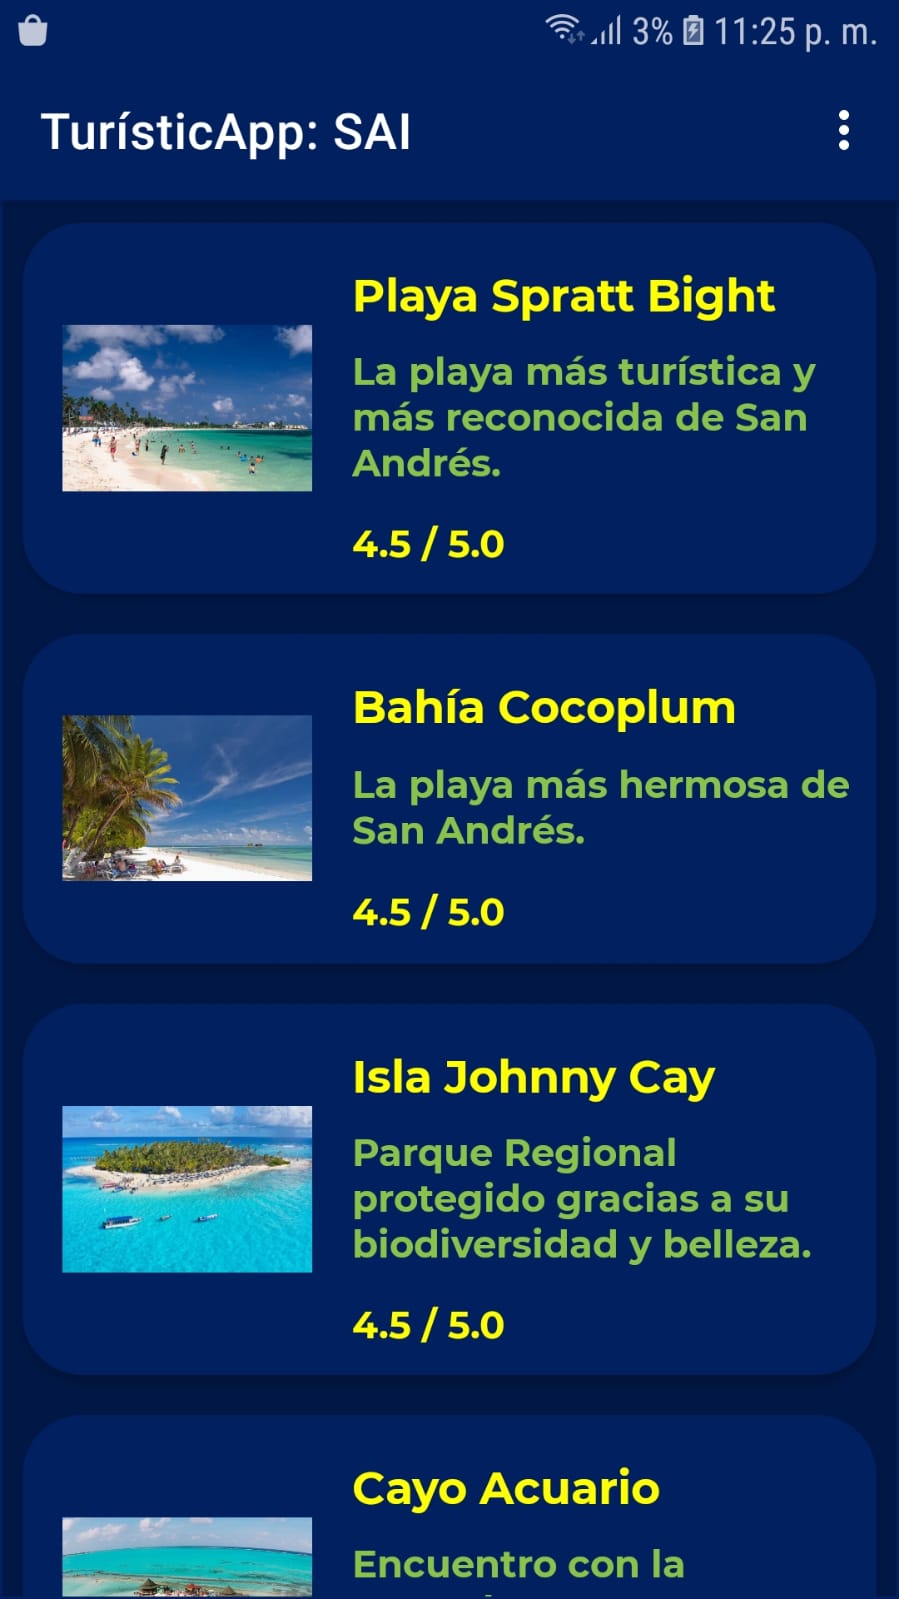 3% 11:25 p. m.
TurísticApp: SAI
Playa Spratt Bight
La playa más turística y
más reconocida de San
Andrés.
4.5 / 5.0
Bahía Cocoplum
La playa más hermosa de
San Andrés.
4.5 / 5.0
Isla Johnny Cay
Parque Regional
protegido gracias a su
biodiversidad y belleza.
4.5 / 5.0
Cayo Acuario
Encuentro con la